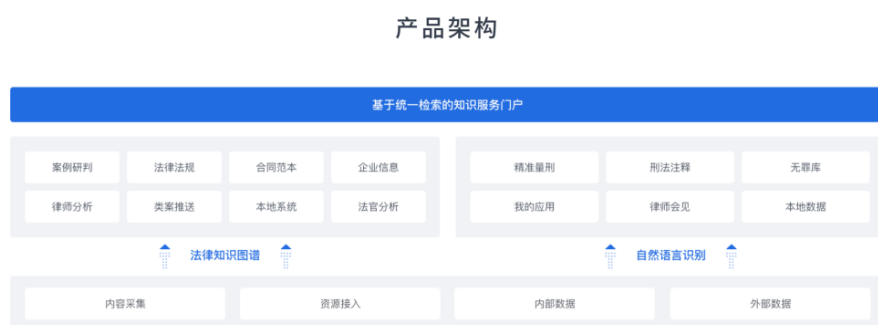 产品架构
基于统一检索的知识服务门户
案例研判 法律法规 合同范本 企业信息 精准量刑 刑法注释 无罪库
律师分析 类案推送 本地系统 法官分析 我的应用 律师会见 本地数据
法律知识图谱 自然语言识别
内容采集 资源接入 内部数据 外部数据